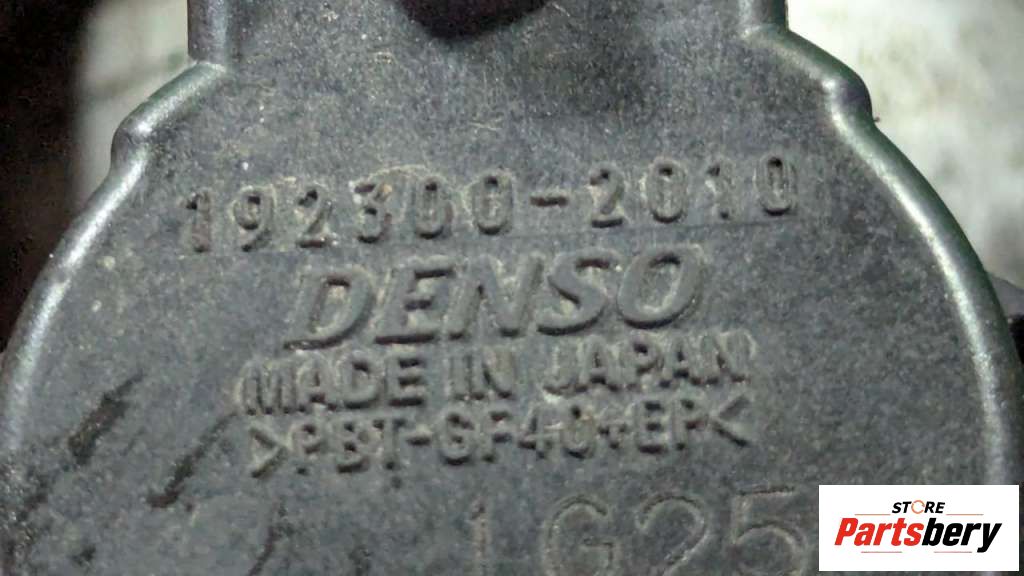 192300-2010
DENSO
MADE IN JAPAN
>PBT-GF40+EP<
1G25
STORE
Partsbery